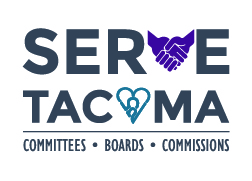 SERVE
TACOMA
COMMITTEES • BOARDS • COMMISSIONS